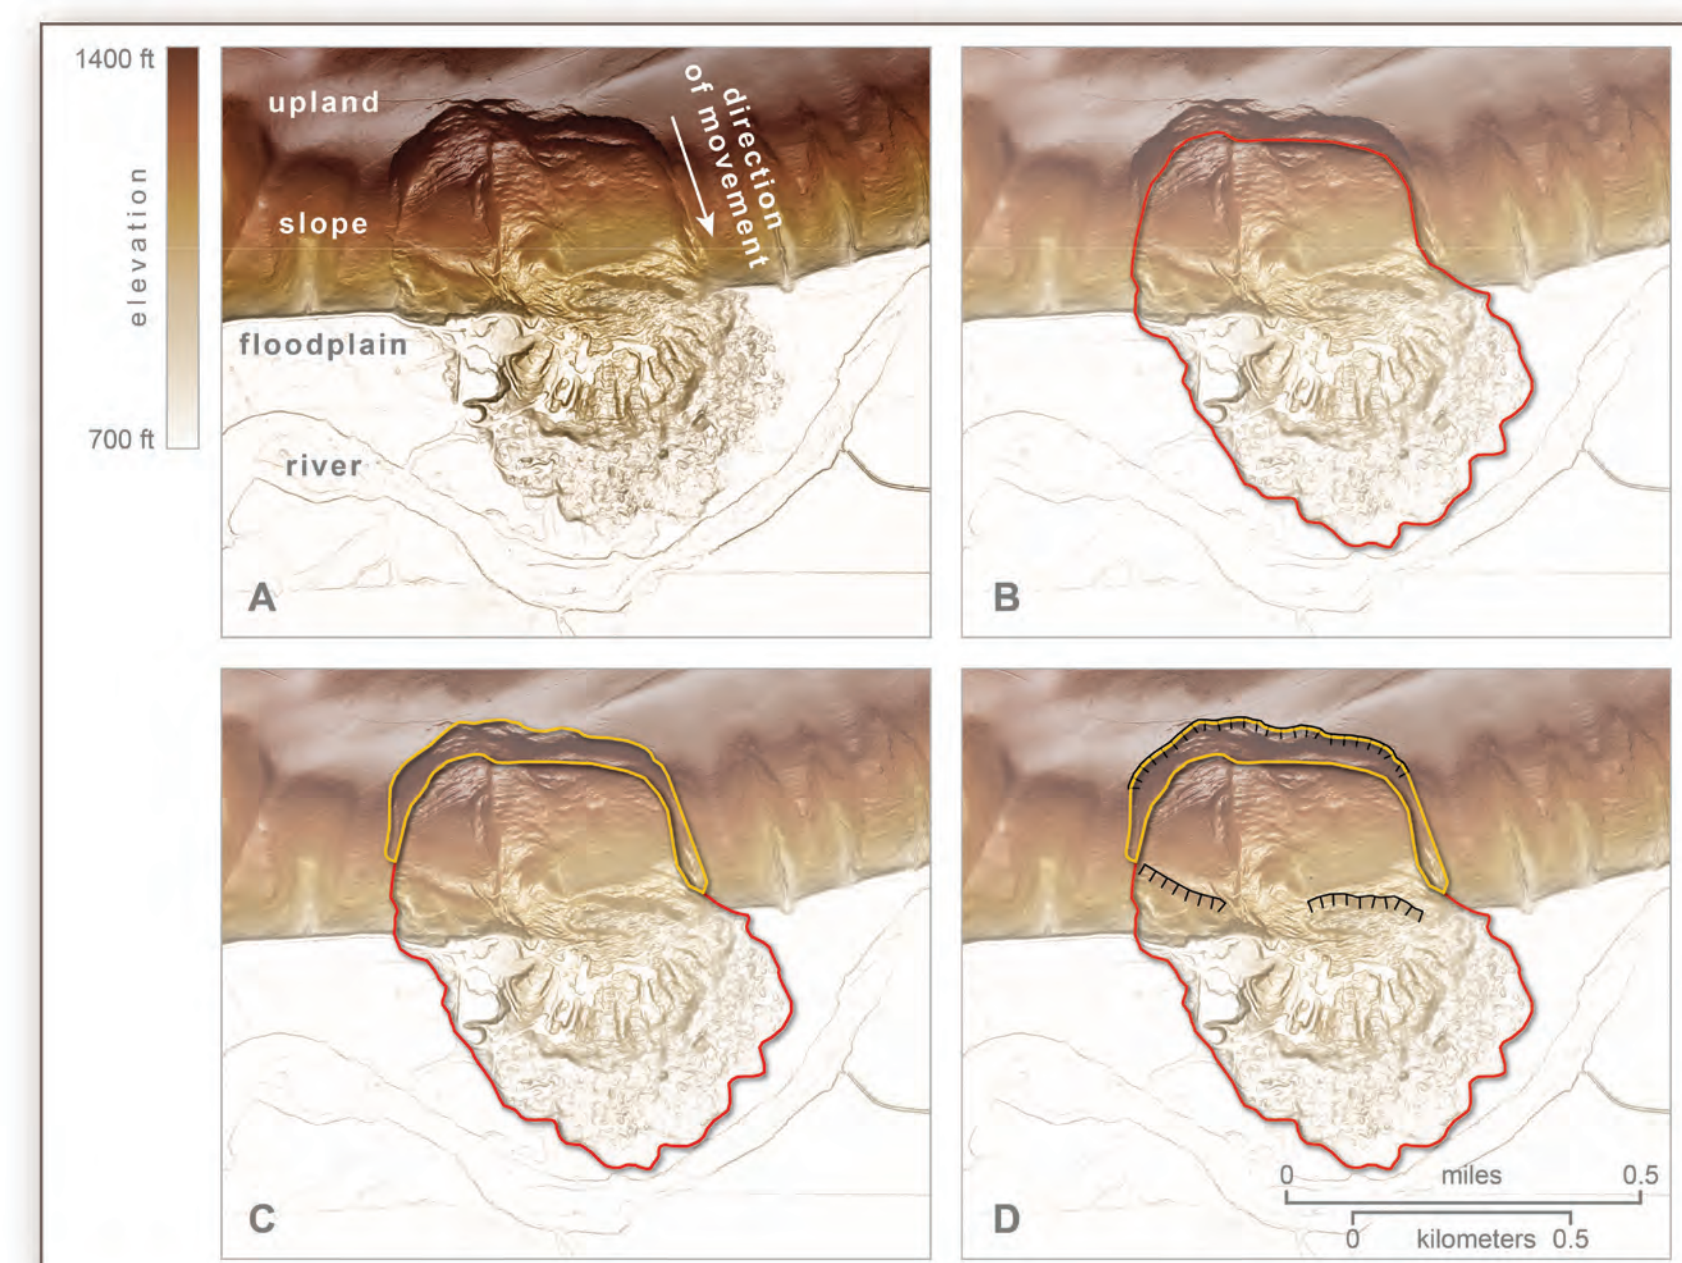 1400 ft
elevation
700 ft
upland
direction
of movement
slope
floodplain
river
A
B
C
D
0 miles 0.5
0 kilometers 0.5